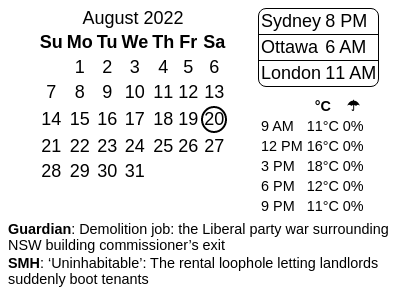 August 2022
Su Mo Tu We Th Fr Sa
1 2 3 4 5 6
7 8 9 10 11 12 13
14 15 16 17 18 19 20
21 22 23 24 25 26 27
28 29 30 31
Sydney 8 PM
Ottawa 6 AM
London 11 AM
°C ☂
9 AM 11°C 0%
12 PM 16°C 0%
3 PM 18°C 0%
6 PM 12°C 0%
9 PM 11°C 0%
Guardian: Demolition job: the Liberal party war surrounding
NSW building commissioner’s exit
SMH: ‘Uninhabitable’: The rental loophole letting landlords
suddenly boot tenants